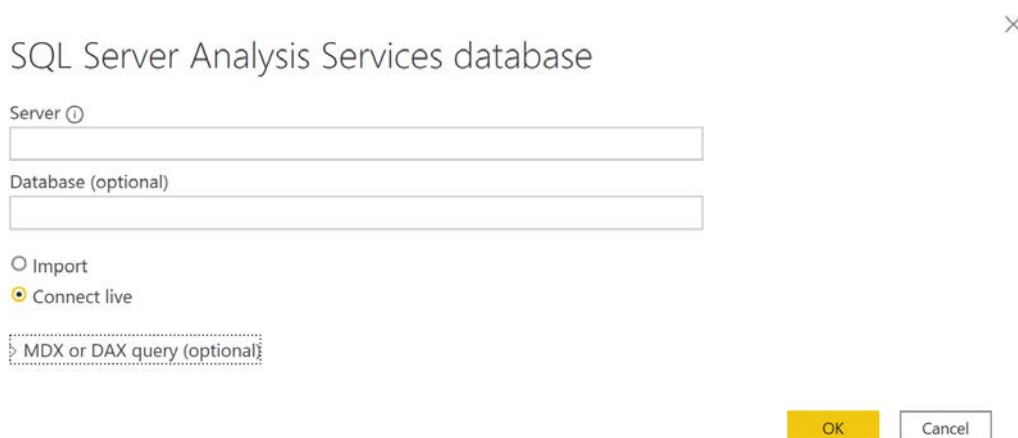 SQL Server Analysis Services database
Server
Database (optional)
Import
Connect live
MDX or DAX query (optional)
OK Cancel